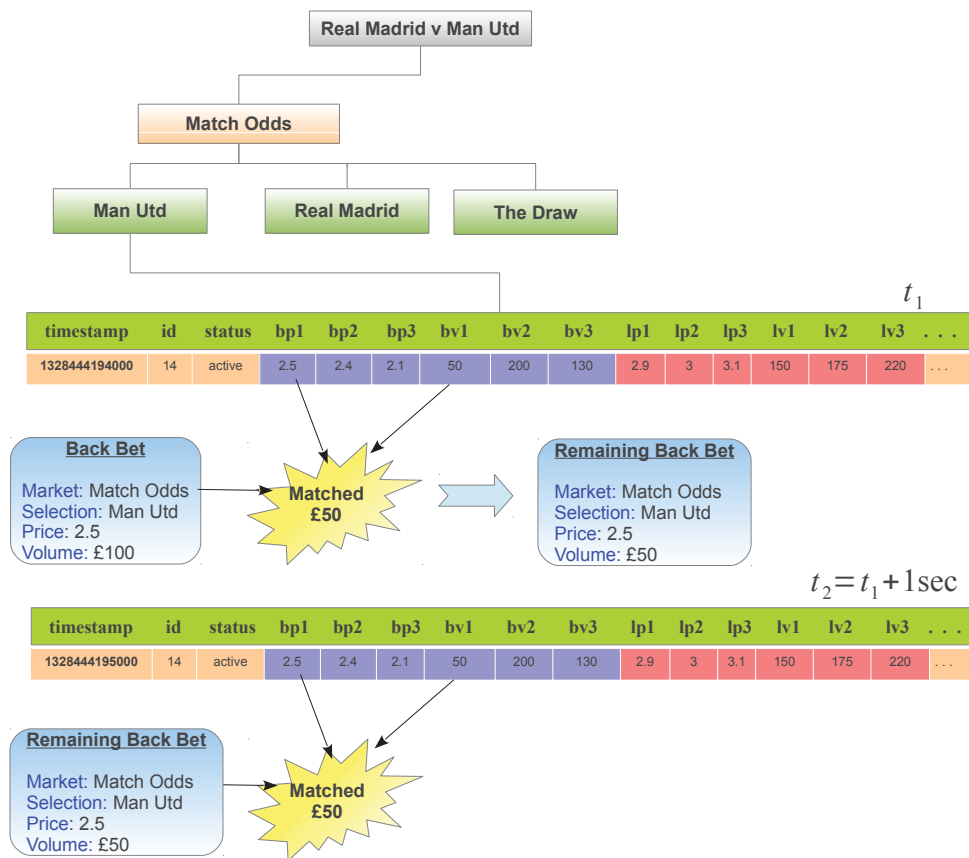 Real Madrid v Man Utd
Match Odds
Man Utd
Real Madrid
The Draw
t1
timestamp id status bp1 bp2 bp3 bv1 bv2 bv3 lp1 lp2 lp3 lv1 lv2 lv3 . . .
1328444194000 14 active 2.5 2.4 2.1 50 200 130 2.9 3 3.1 150 175 220 . . .
Back Bet
Market: Match Odds
Selection: Man Utd
Price: 2.5
Volume: £100
Matched
£50
Remaining Back Bet
Market: Match Odds
Selection: Man Utd
Price: 2.5
Volume: £50
t2=t1+1sec
timestamp id status bp1 bp2 bp3 bv1 bv2 bv3 lp1 lp2 lp3 lv1 lv2 lv3 . . .
1328444195000 14 active 2.5 2.4 2.1 50 200 130 2.9 3 3.1 150 175 220 . . .
Remaining Back Bet
Market: Match Odds
Selection: Man Utd
Price: 2.5
Volume: £50
Matched
£50